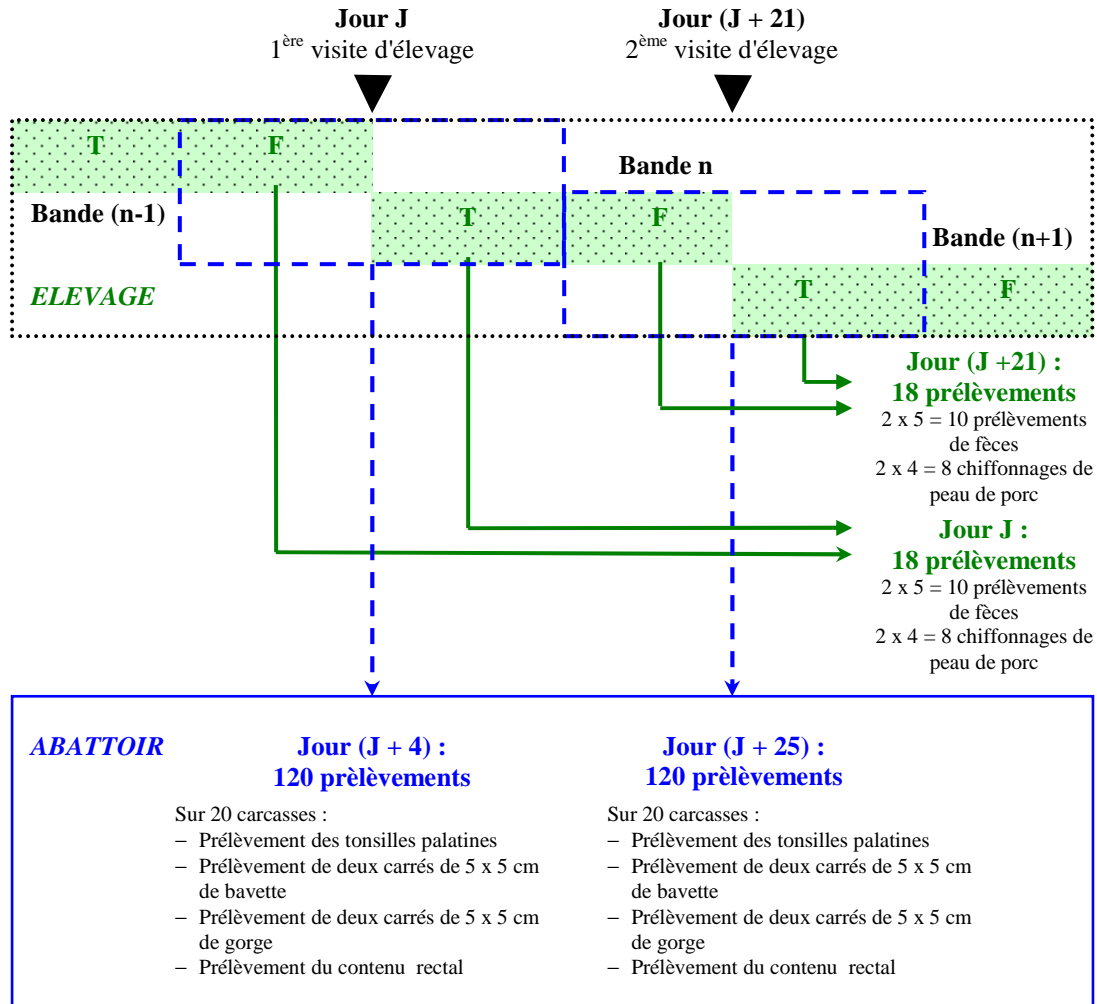 Jour J
1ère visite d'élevage
Jour (J + 21)
2ème visite d'élevage
T
F
Bande n
Bande (n-1)
T
F
Bande (n+1)
ELEVAGE
T
F
Jour (J +21) :
18 prélèvements
2 x 5 = 10 prélèvements
de fèces
2 x 4 = 8 chiffonnages de
peau de porc
Jour J :
18 prélèvements
2 x 5 = 10 prélèvements
de fèces
2 x 4 = 8 chiffonnages de
peau de porc
ABATTOIR
Jour (J + 4) :
120 prèlèvements
Sur 20 carcasses :
− Prélèvement des tonsilles palatines
− Prélèvement de deux carrés de 5 x 5 cm
de bavette
− Prélèvement de deux carrés de 5 x 5 cm
de gorge
− Prélèvement du contenu rectal
Jour (J + 25) :
120 prèlèvements
Sur 20 carcasses :
− Prélèvement des tonsilles palatines
− Prélèvement de deux carrés de 5 x 5 cm
de bavette
− Prélèvement de deux carrés de 5 x 5 cm
de gorge
− Prélèvement du contenu rectal